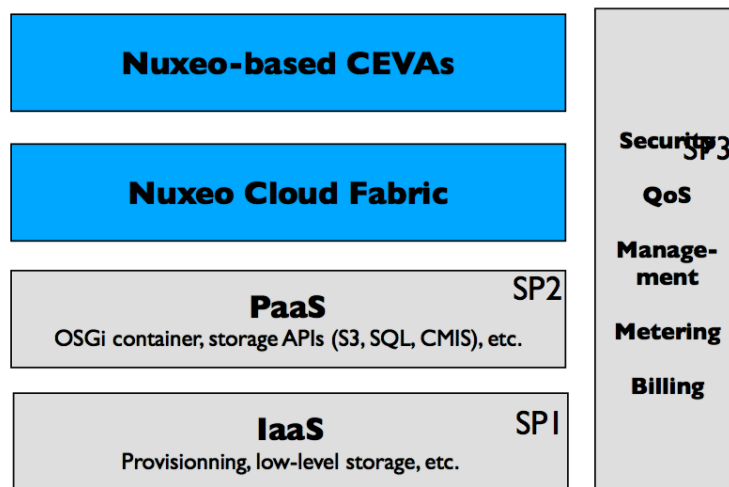 Nuxeo-based CEVAs
Nuxeo Cloud Fabric
SP2
PaaS
OSGi container, storage APIs (S3, SQL, CMIS), etc.
SP1
IaaS
Provisionning, low-level storage, etc.
Security
SP3
QoS
Manage-
ment
Metering
Billing